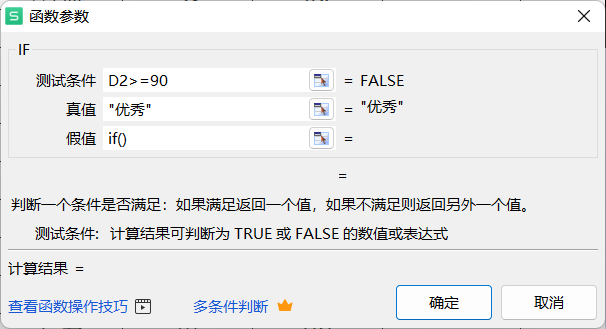 S 函数参数
IF
测试条件 D2>=90 = FALSE
真值 "优秀" = "优秀"
假值 if() =
=
判断一个条件是否满足：如果满足返回一个值，如果不满足则返回另外一个值。
测试条件: 计算结果可判断为 TRUE 或 FALSE 的数值或表达式
计算结果 =
查看函数操作技巧 多条件判断 确定 取消